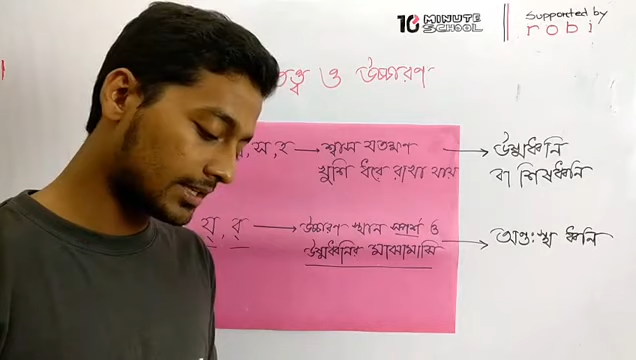 10 MINUTE SCHOOL
supported by
robi
ও উচ্চারণ
, স, হ → শ্বাস যতক্ষণ খুশি ধরে রাখা যায় → উষ্মধ্বনি বা শিষধ্বনি
য্, ব্ → উচ্চারণ স্থান স্পর্শ ও উষ্মধ্বনির মাঝামাঝি → অন্তঃস্থ ধ্বনি